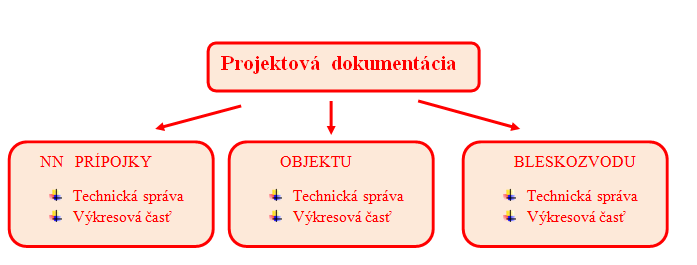 Projektová dokumentácia
NN PRÍPOJKY
Technická správa
Výkresová časť
OBJEKTU
Technická správa
Výkresová časť
BLESKOZVODU
Technická správa
Výkresová časť